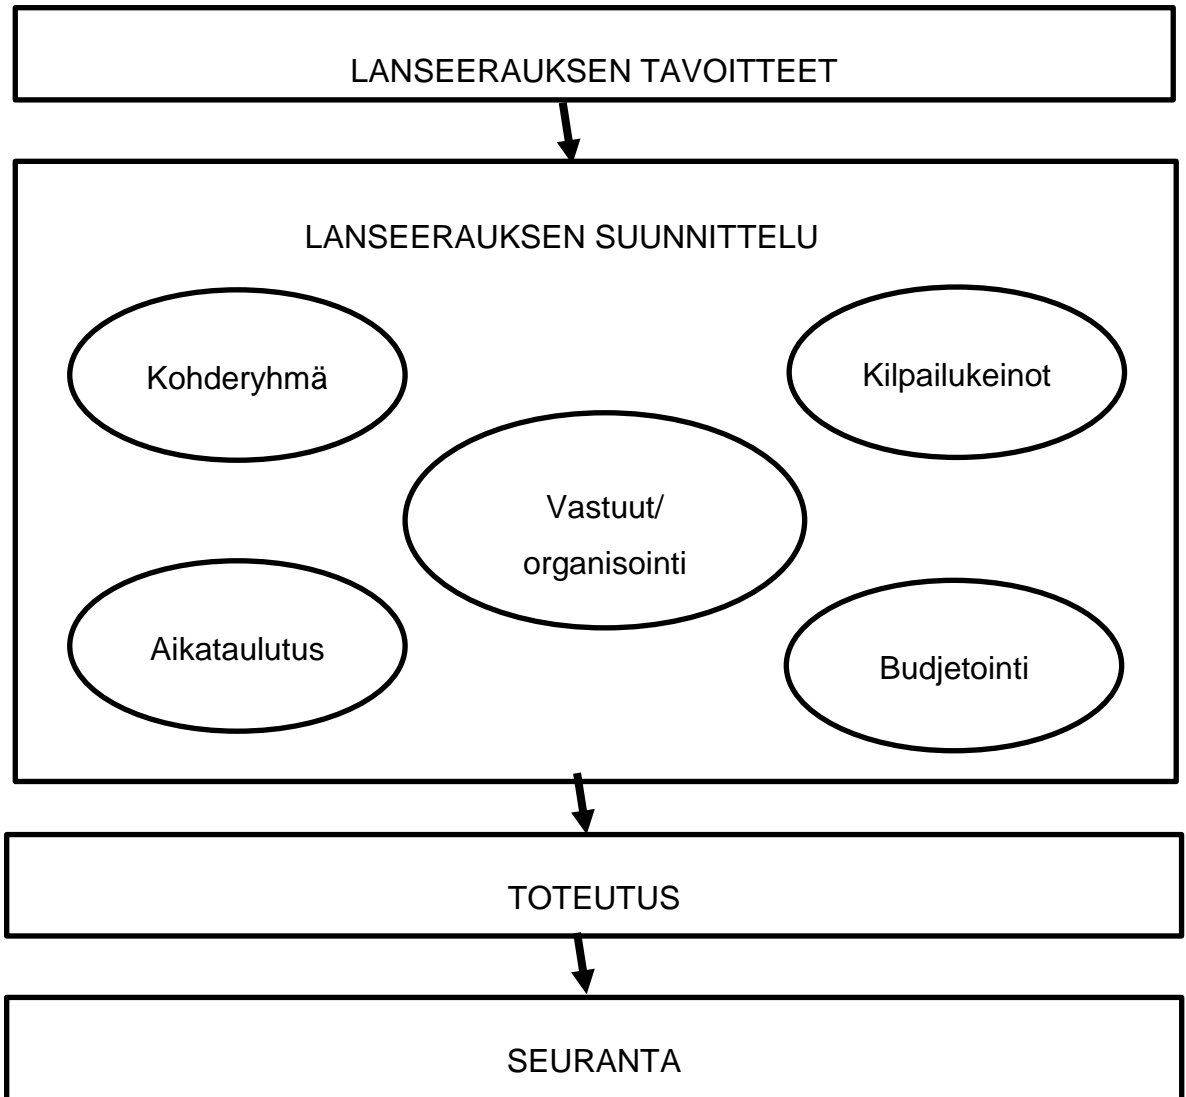 LANSEERAUKSEN TAVOITTEET
LANSEERAUKSEN SUUNNITTELU
Kohderyhmä
Kilpailukeinot
Vastuut/
organisointi
Aikataulutus
Budjetointi
TOTEUTUS
SEURANTA